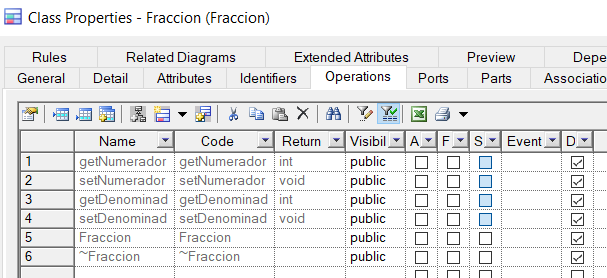 Class Properties - Fraccion (Fraccion)
Rules Related Diagrams Extended Attributes Preview Depe
General Detail Attributes Identifiers Operations Ports Parts Associatio
Name Code Return Visibil A F S Event D
1 getNumerador getNumerador int public
2 setNumerador setNumerador void public
3 getDenominad getDenominad int public
4 setDenominad setDenominad void public
5 Fraccion Fraccion public
6 ~Fraccion ~Fraccion public